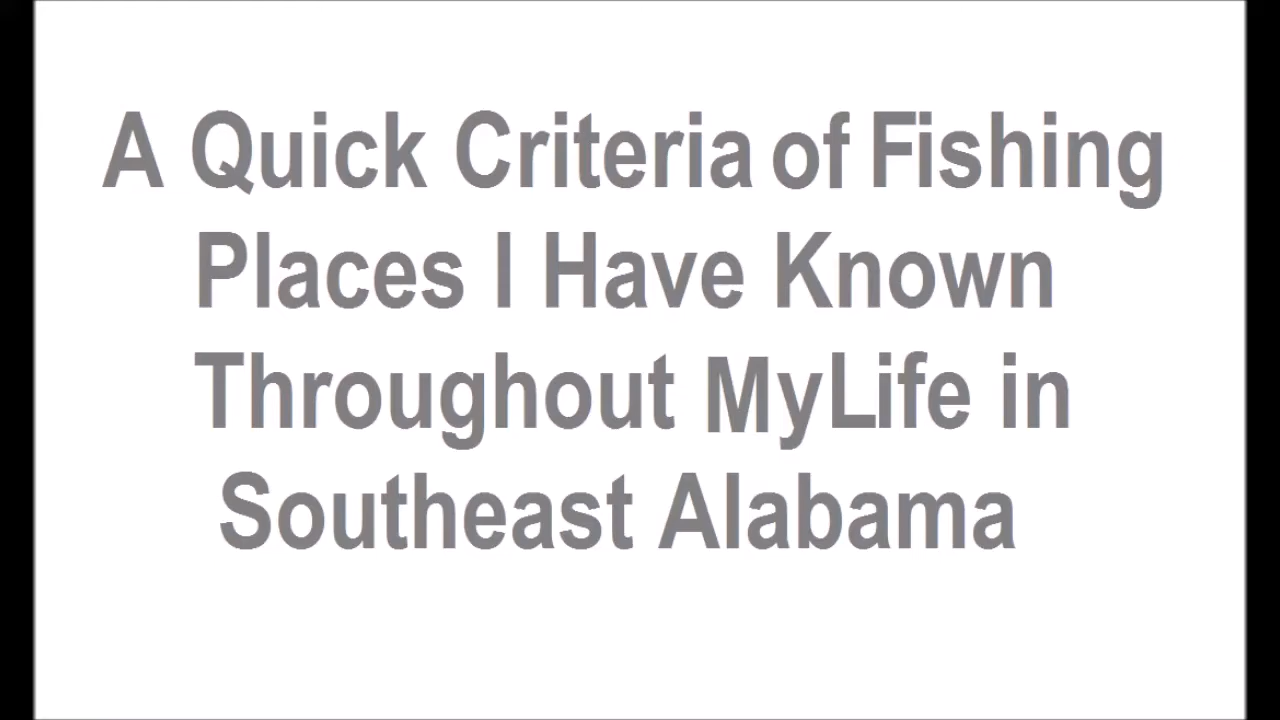 A Quick Criteria of Fishing
Places I Have Known
Throughout MyLife in
Southeast Alabama